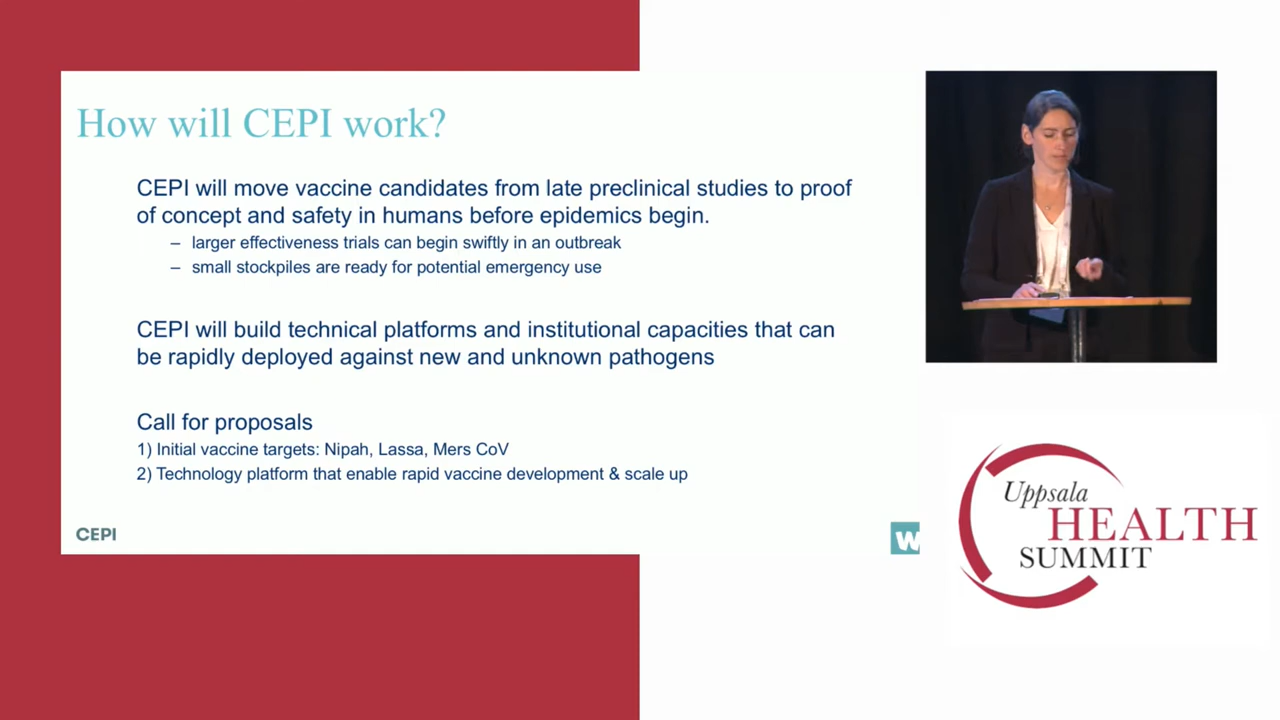 How will CEPI work?
CEPI will move vaccine candidates from late preclinical studies to proof
of concept and safety in humans before epidemics begin.
– larger effectiveness trials can begin swiftly in an outbreak
– small stockpiles are ready for potential emergency use
CEPI will build technical platforms and institutional capacities that can
be rapidly deployed against new and unknown pathogens
Call for proposals
1) Initial vaccine targets: Nipah, Lassa, Mers CoV
2) Technology platform that enable rapid vaccine development & scale up
CEPI
W
Uppsala
HEALTH
SUMMIT